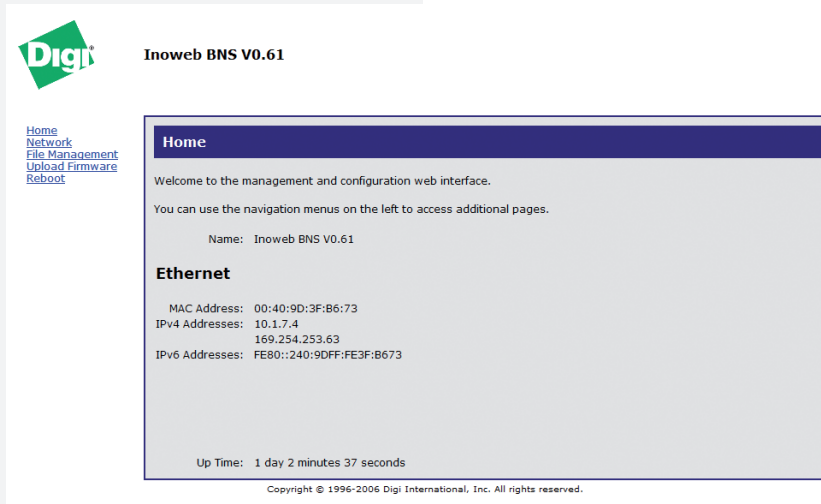 Digi®
Inoweb BNS V0.61
Home
Network
File Management
Upload Firmware
Reboot
Home
Welcome to the management and configuration web interface.
You can use the navigation menus on the left to access additional pages.
Name: Inoweb BNS V0.61
Ethernet
MAC Address: 00:40:9D:3F:B6:73
IPv4 Addresses: 10.1.7.4
169.254.253.63
IPv6 Addresses: FE80::240:9DFF:FE3F:B673
Up Time: 1 day 2 minutes 37 seconds
Copyright © 1996-2006 Digi International, Inc. All rights reserved.